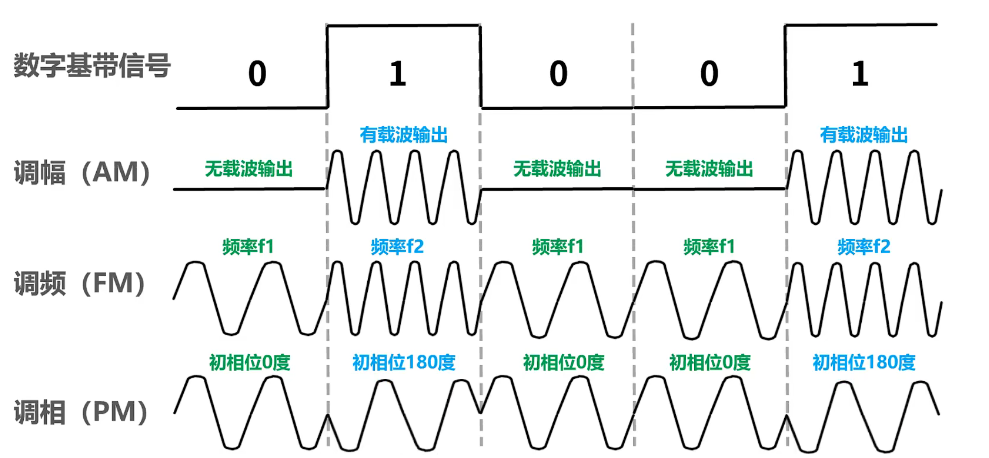 数字基带信号
0 1 0 0 1
有载波输出 有载波输出
调幅（AM）
无载波输出 无载波输出 无载波输出
频率f1 频率f2 频率f1 频率f1 频率f2
调频（FM）
初相位0度 初相位180度 初相位0度 初相位0度 初相位180度
调相（PM）